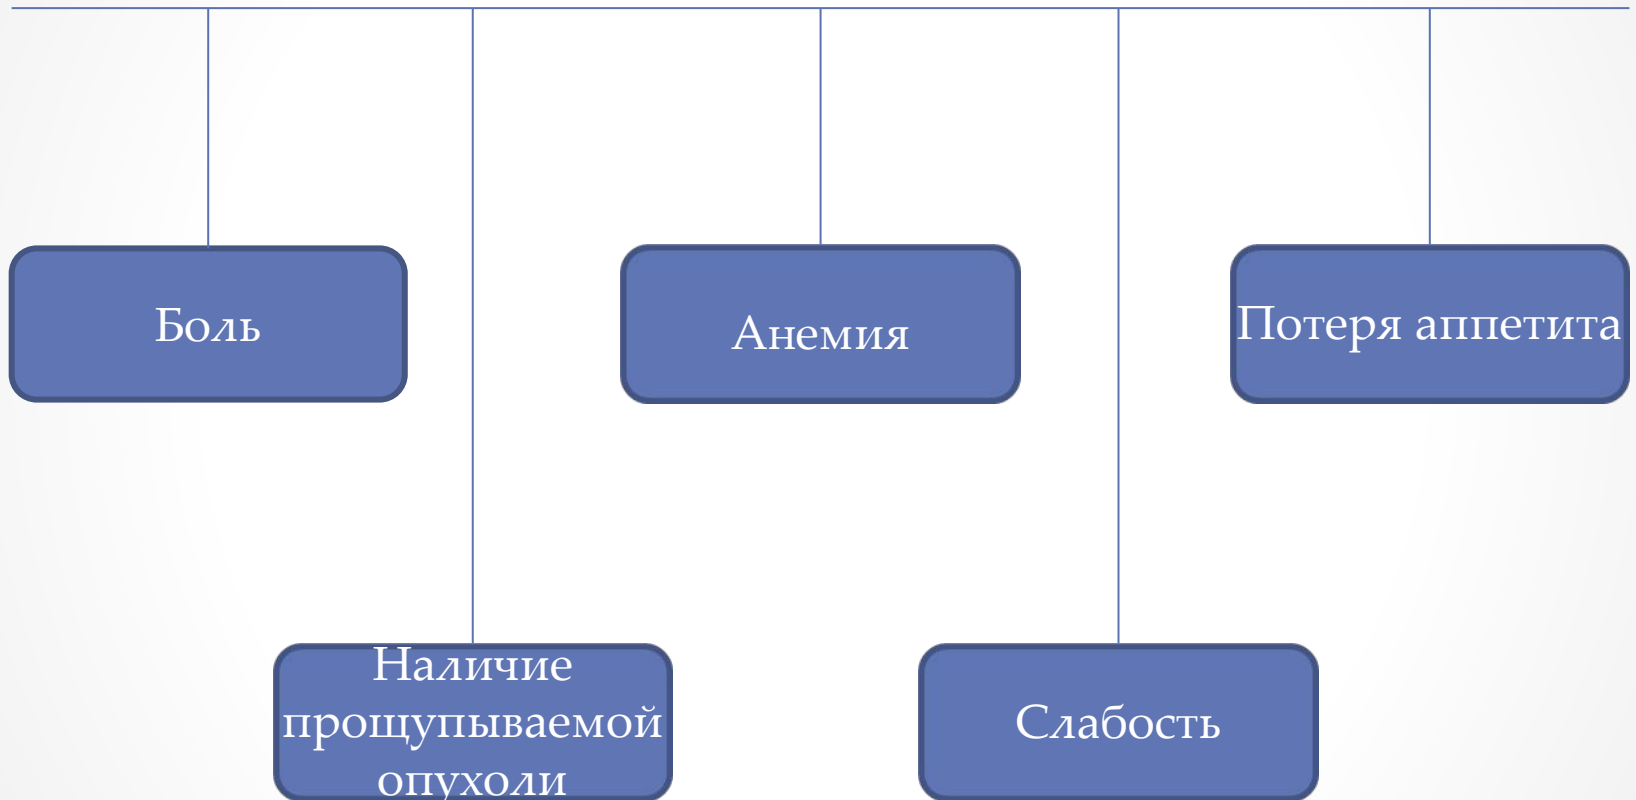 Боль
Анемия
Потеря аппетита
Наличие
прощупываемой
опухоли
Слабость